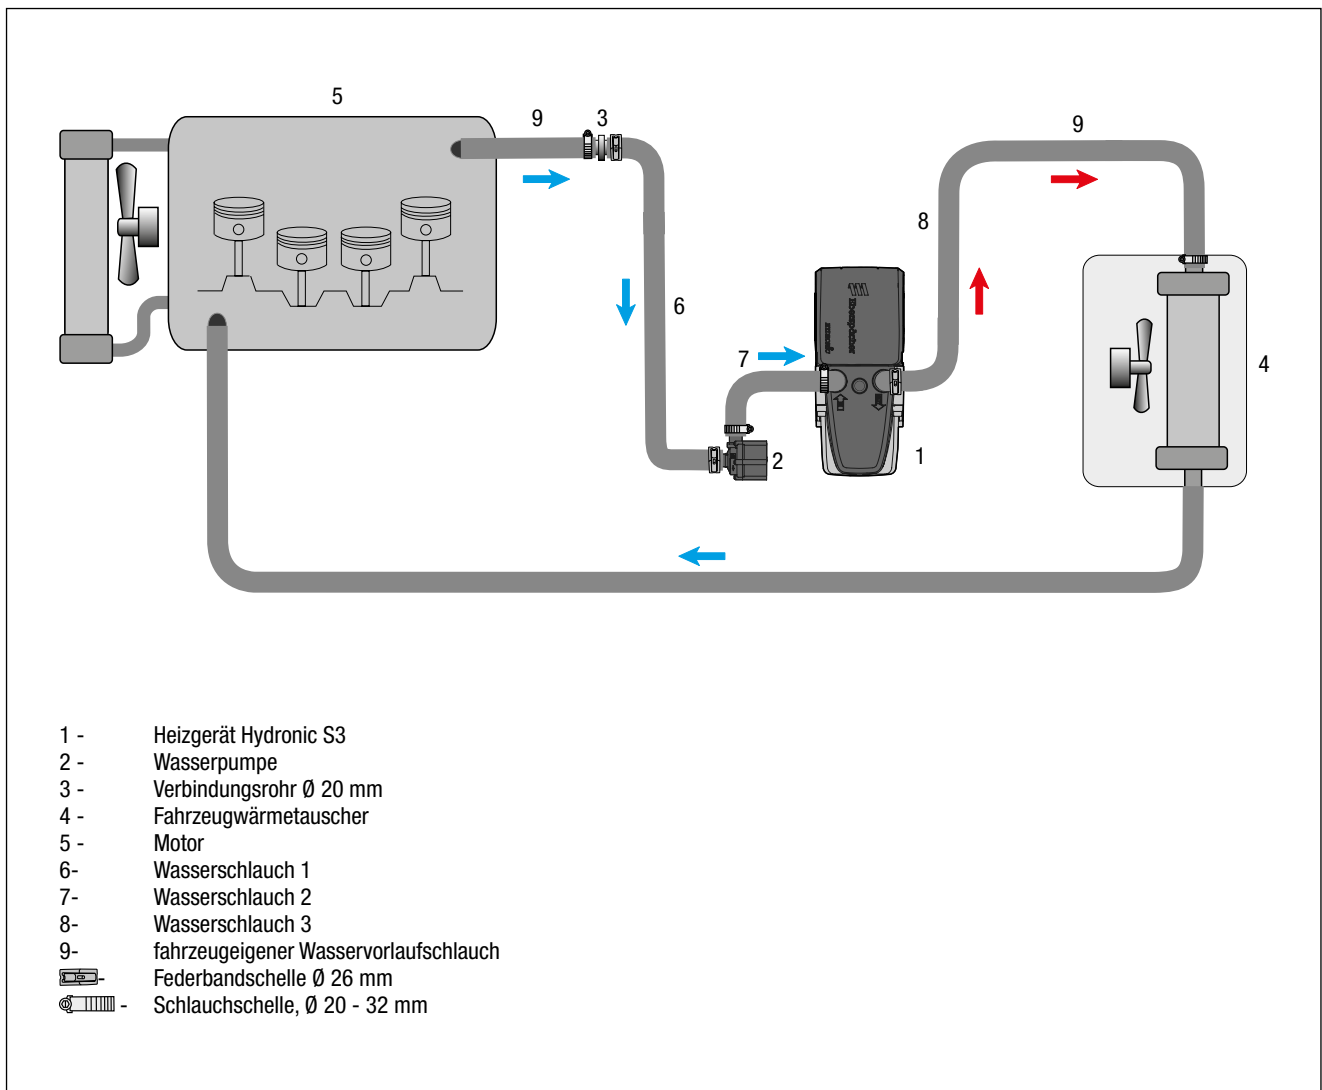 5
9
3
9
8
6
7
4
2
1
Eberspächer
1 - Heizgerät Hydronic S3
2 - Wasserpumpe
3 - Verbindungsrohr Ø 20 mm
4 - Fahrzeugwärmetauscher
5 - Motor
6- Wasserschlauch 1
7- Wasserschlauch 2
8- Wasserschlauch 3
9- fahrzeugeigener Wasservorlaufschlauch
- Federbandschelle Ø 26 mm
- Schlauchschelle, Ø 20 - 32 mm